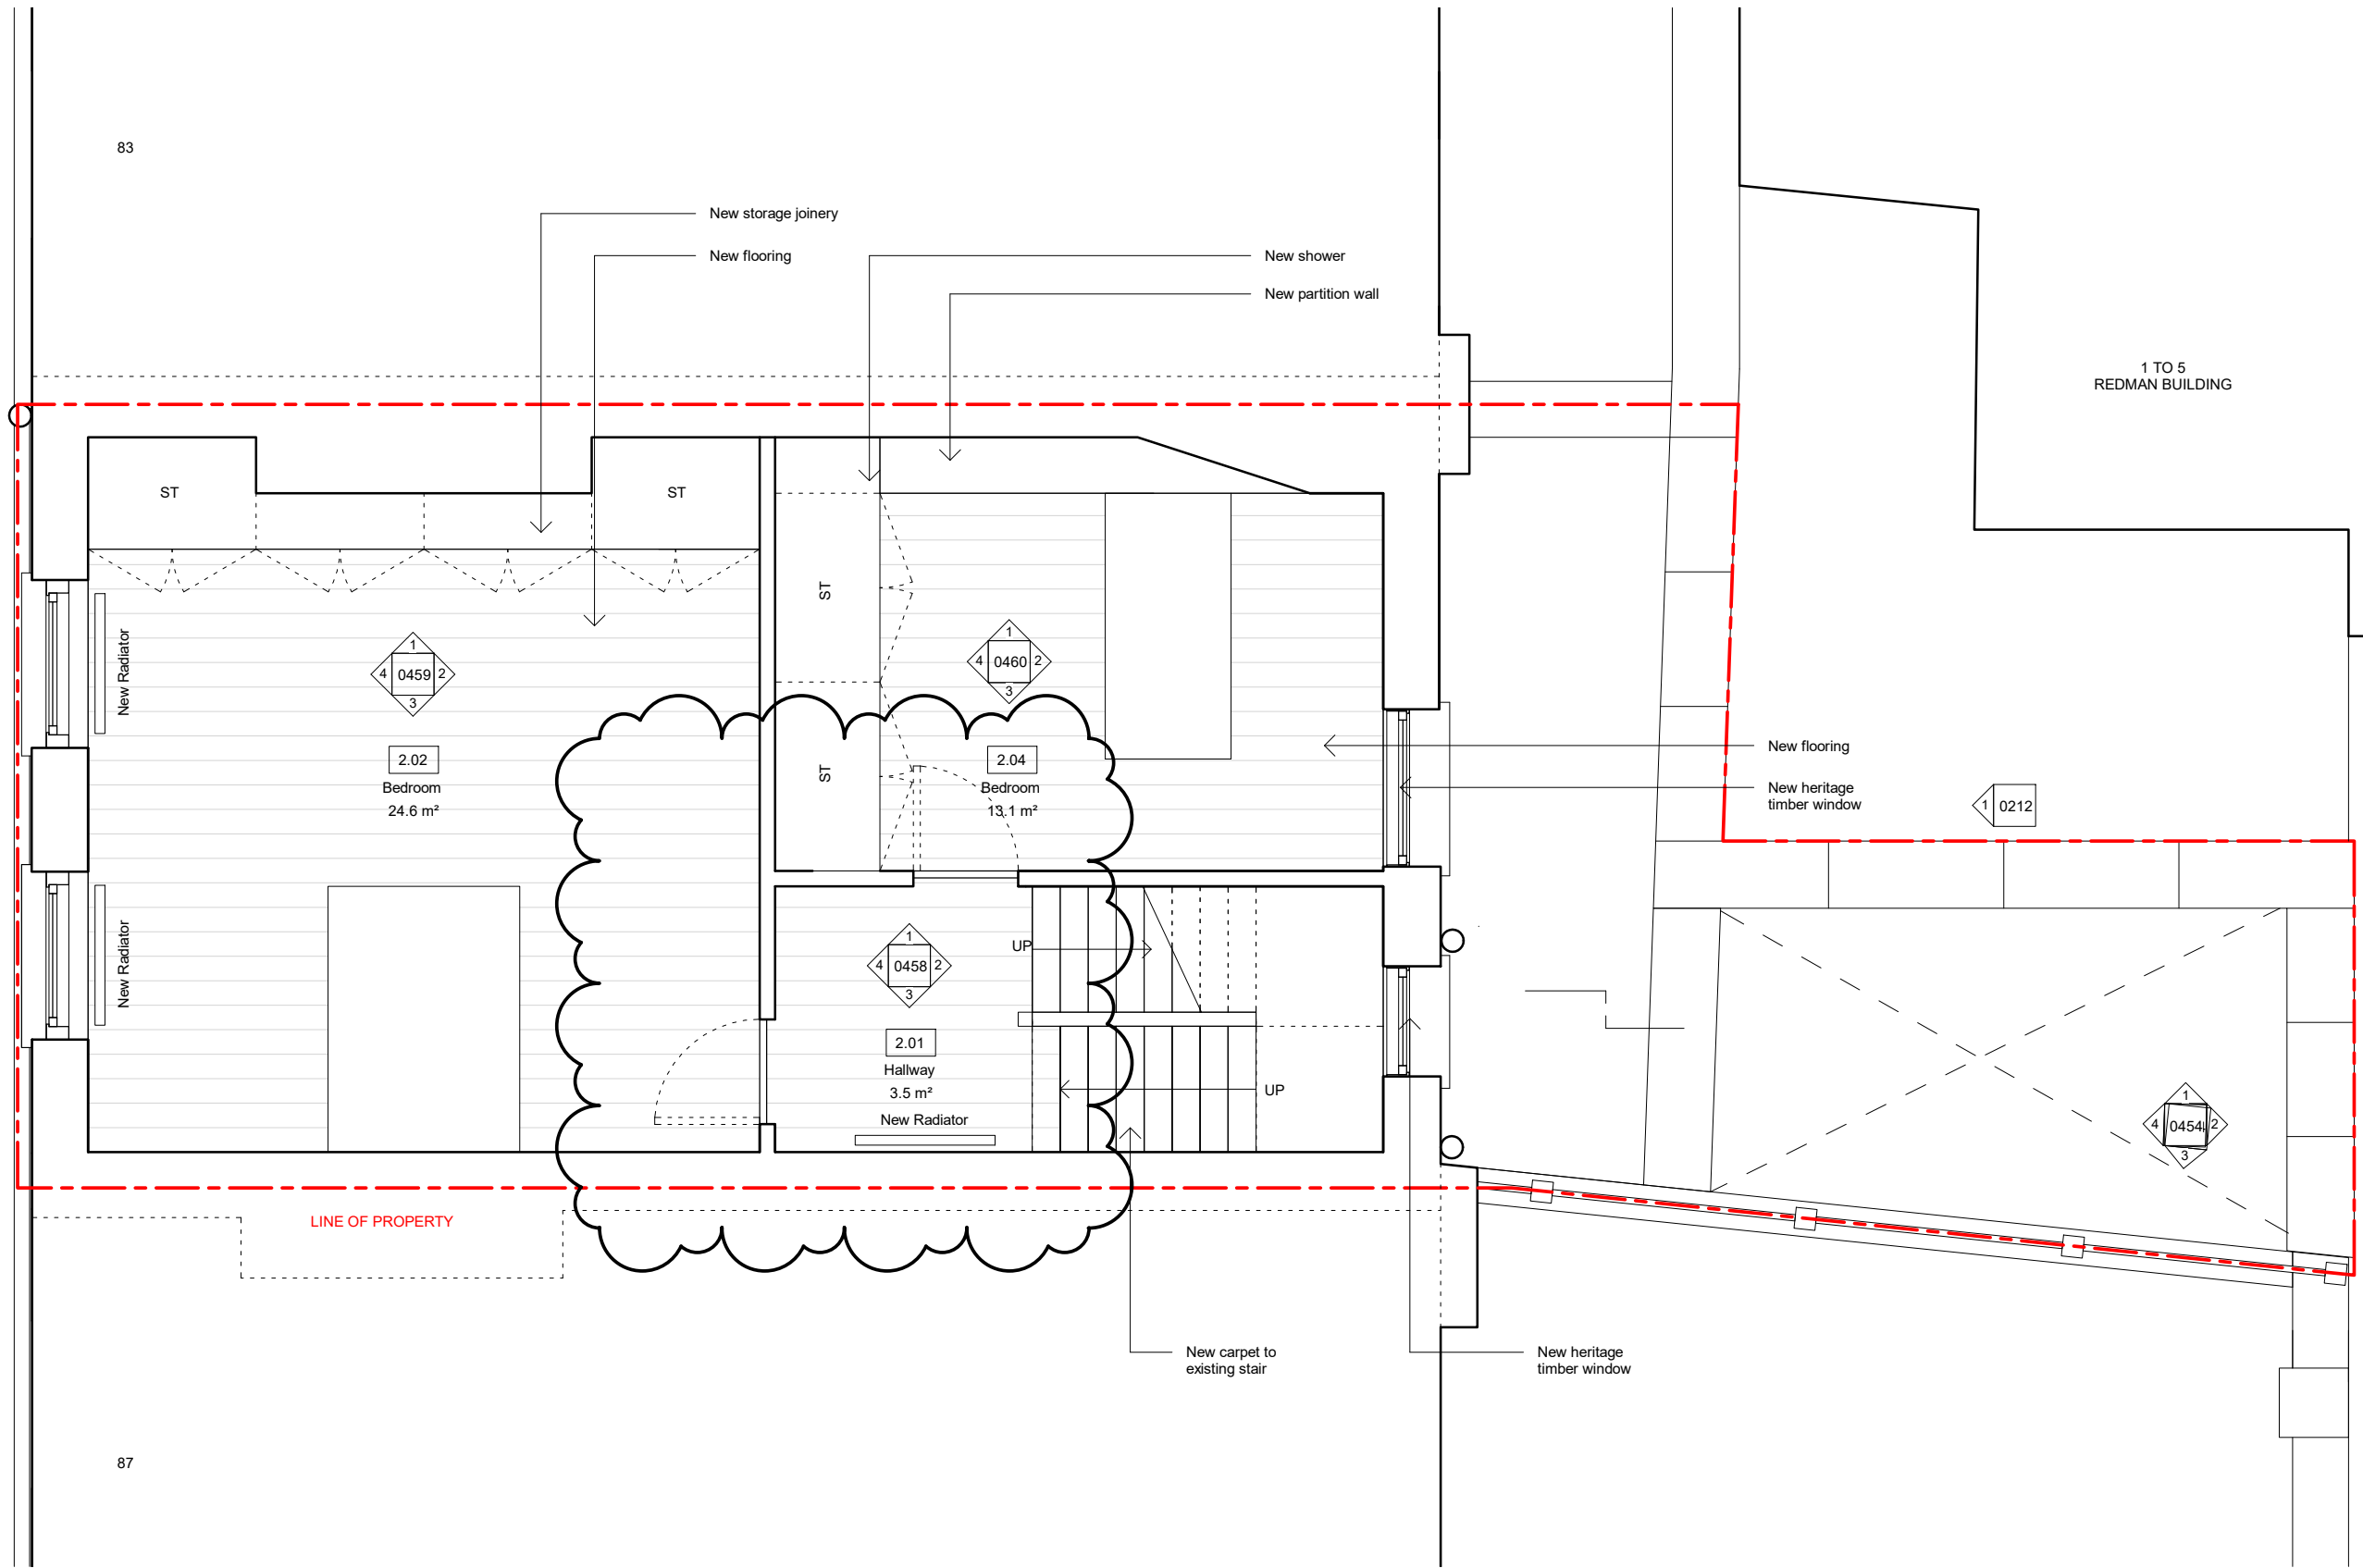 83
New storage joinery
New flooring
New shower
New partition wall
1 TO 5
REDMAN BUILDING
ST
ST
ST
ST
New Radiator
1
4 0459 2
3
1
4 0460 2
3
2.02
Bedroom
24.6 m²
2.04
Bedroom
13.1 m²
New flooring
New heritage
timber window
1 0212
New Radiator
UP
1
4 0458 2
3
2.01
Hallway
3.5 m²
New Radiator
UP
1
4 0454 2
3
LINE OF PROPERTY
New carpet to
existing stair
New heritage
timber window
87